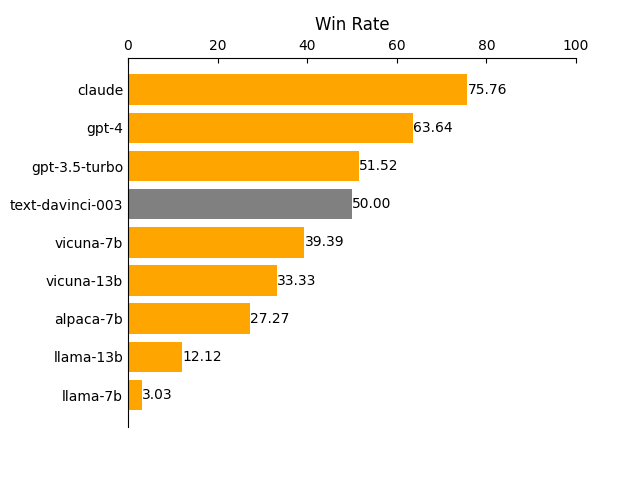 Win Rate
0 20 40 60 80 100
claude 75.76
gpt-4 63.64
gpt-3.5-turbo 51.52
text-davinci-003 50.00
vicuna-7b 39.39
vicuna-13b 33.33
alpaca-7b 27.27
llama-13b 12.12
llama-7b 3.03